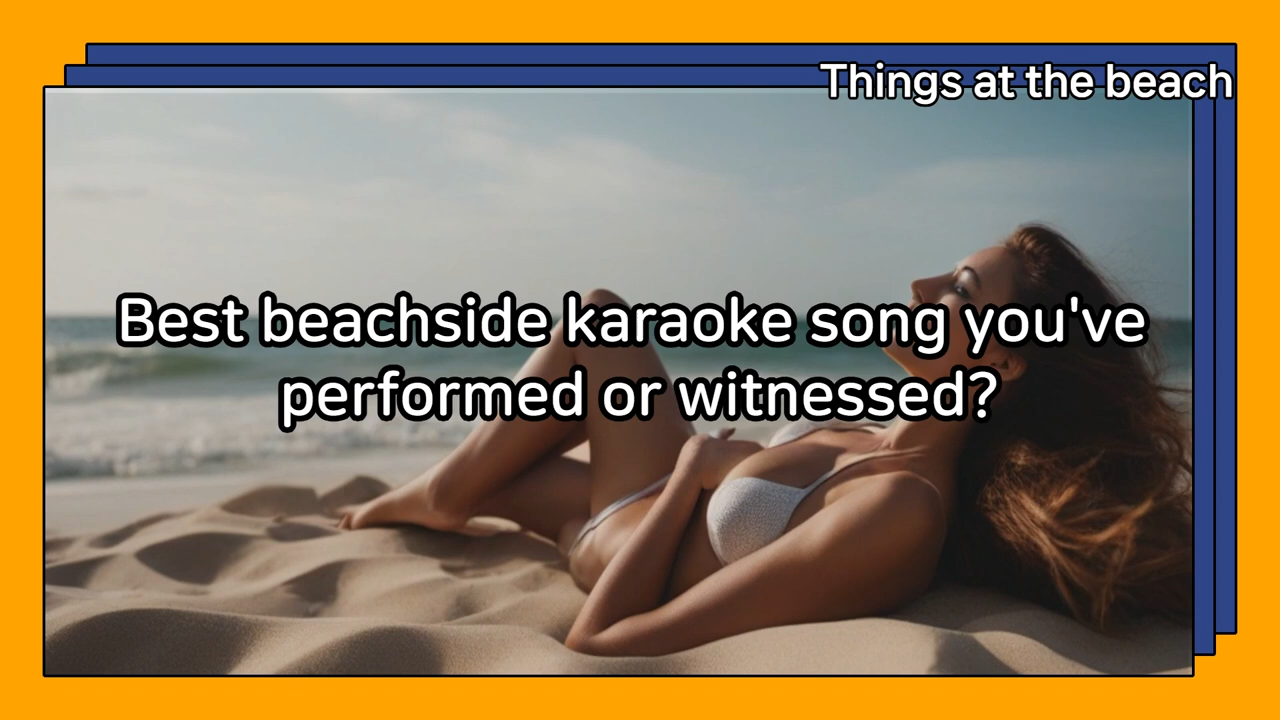 Things at the beach
Best beachside karaoke song you've
performed or witnessed?